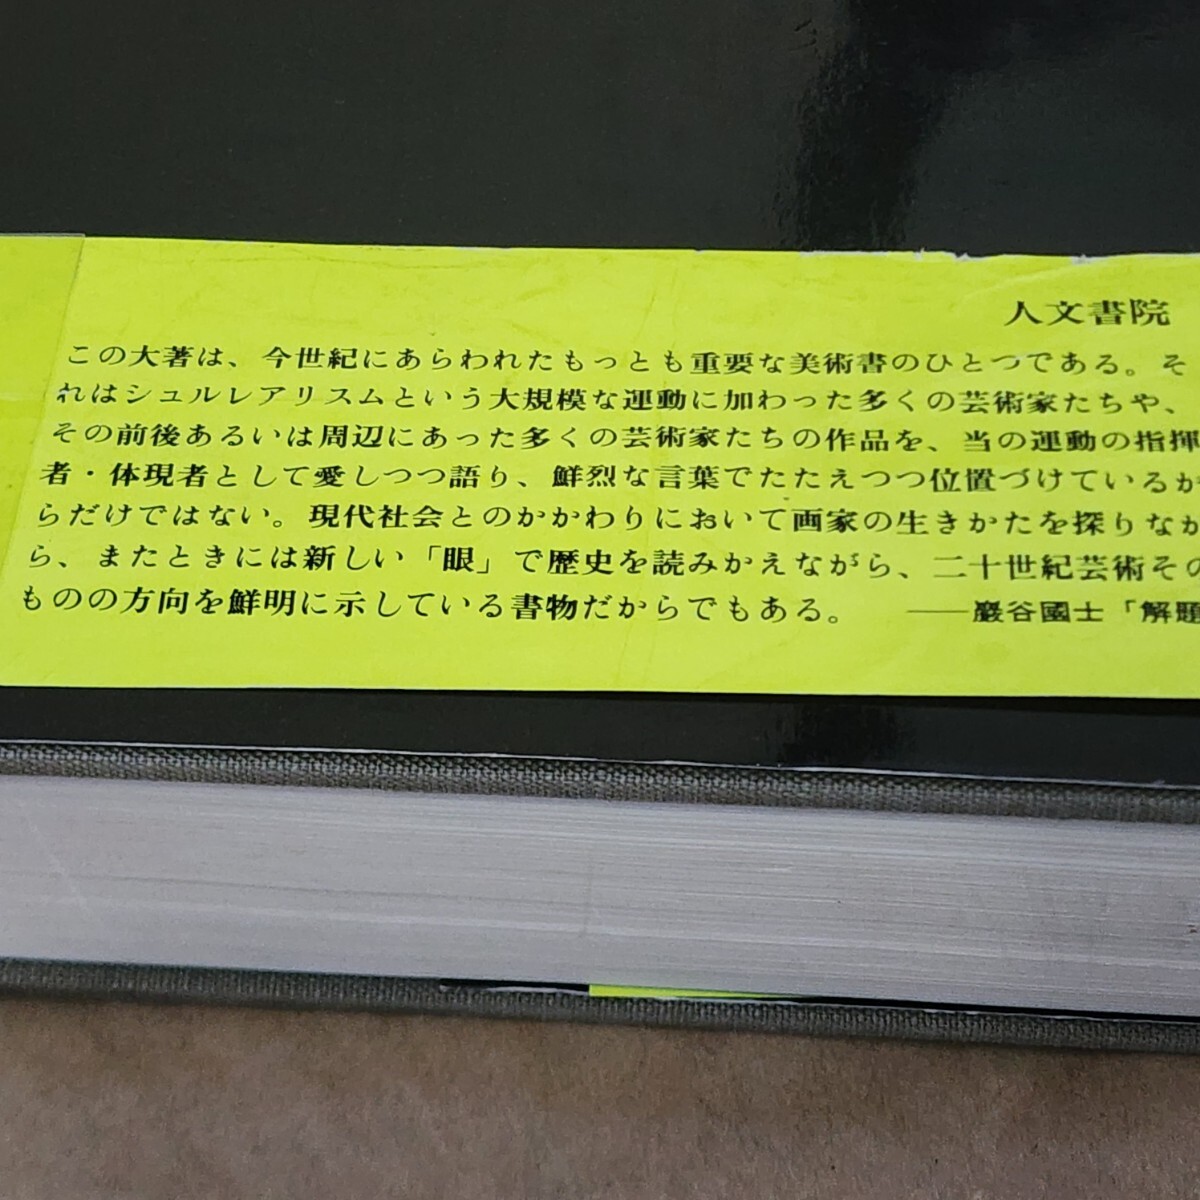 人文書院
この大著は、今世紀にあらわれたもっとも重要な美術書のひとつである。そ
れはシュルレアリスムという大規模な運動に加わった多くの芸術家たちや、
その前後あるいは周辺にあった多くの芸術家たちの作品を、当の運動の指揮
者・体現者として愛しつつ語り、鮮烈な言葉でたたえつつ位置づけているか
らだけではない。現代社会とのかかわりにおいて画家の生きかたを探りなが
ら、またときには新しい「眼」で歴史を読みかえながら、二十世紀芸術その
ものの方向を鮮明に示している書物だからでもある。 ——巖谷國士「解題